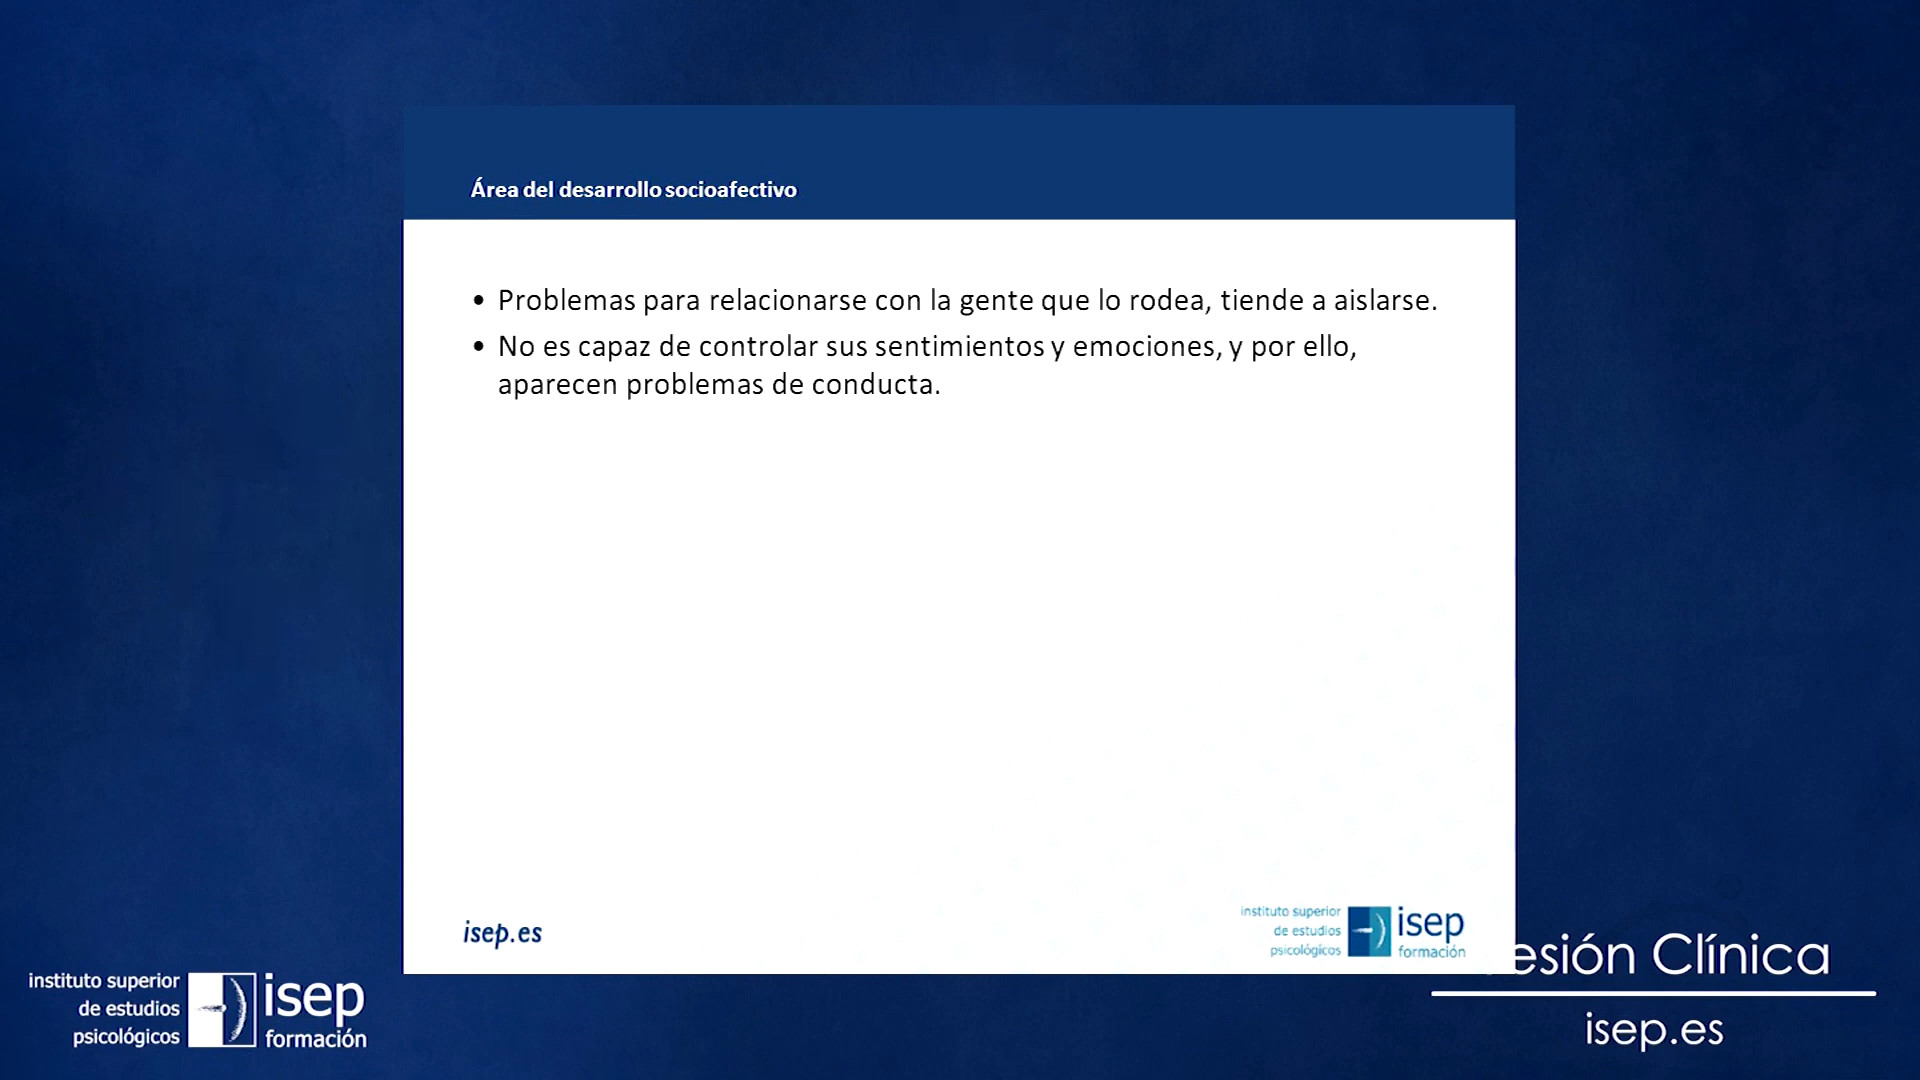 Área del desarrollo socioafectivo
• Problemas para relacionarse con la gente que lo rodea, tiende a aislarse.
• No es capaz de controlar sus sentimientos y emociones, y por ello,
aparecen problemas de conducta.
isep.es
instituto superior
de estudios
psicológicos
isep
formación
instituto superior
de estudios
psicológicos
isep
formación
esión Clínica
isep.es